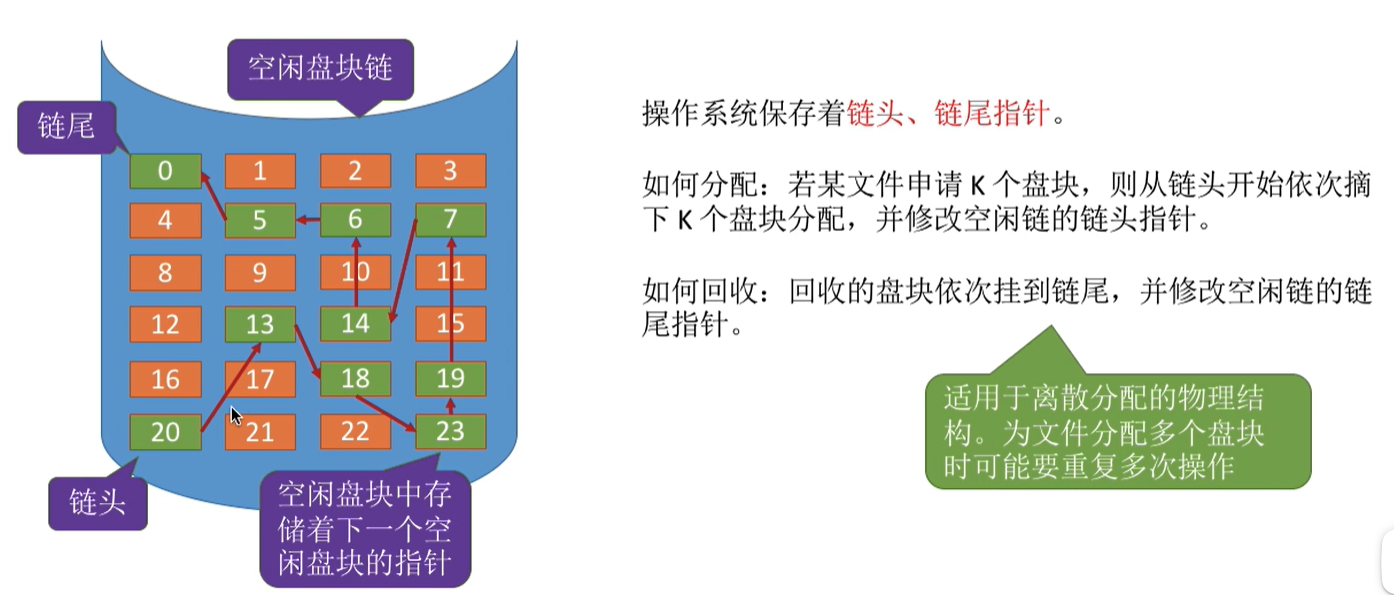 空闲盘块链
链尾
0 1 2 3
4 5 6 7
8 9 10 11
12 13 14 15
16 17 18 19
20 21 22 23
链头
空闲盘块中存
储着下一个空
闲盘块的指针
操作系统保存着链头、链尾指针。
如何分配：若某文件申请 K 个盘块，则从链头开始依次摘
下 K 个盘块分配，并修改空闲链的链头指针。
如何回收：回收的盘块依次挂到链尾，并修改空闲链的链
尾指针。
适用于离散分配的物理结
构。为文件分配多个盘块
时可能要重复多次操作